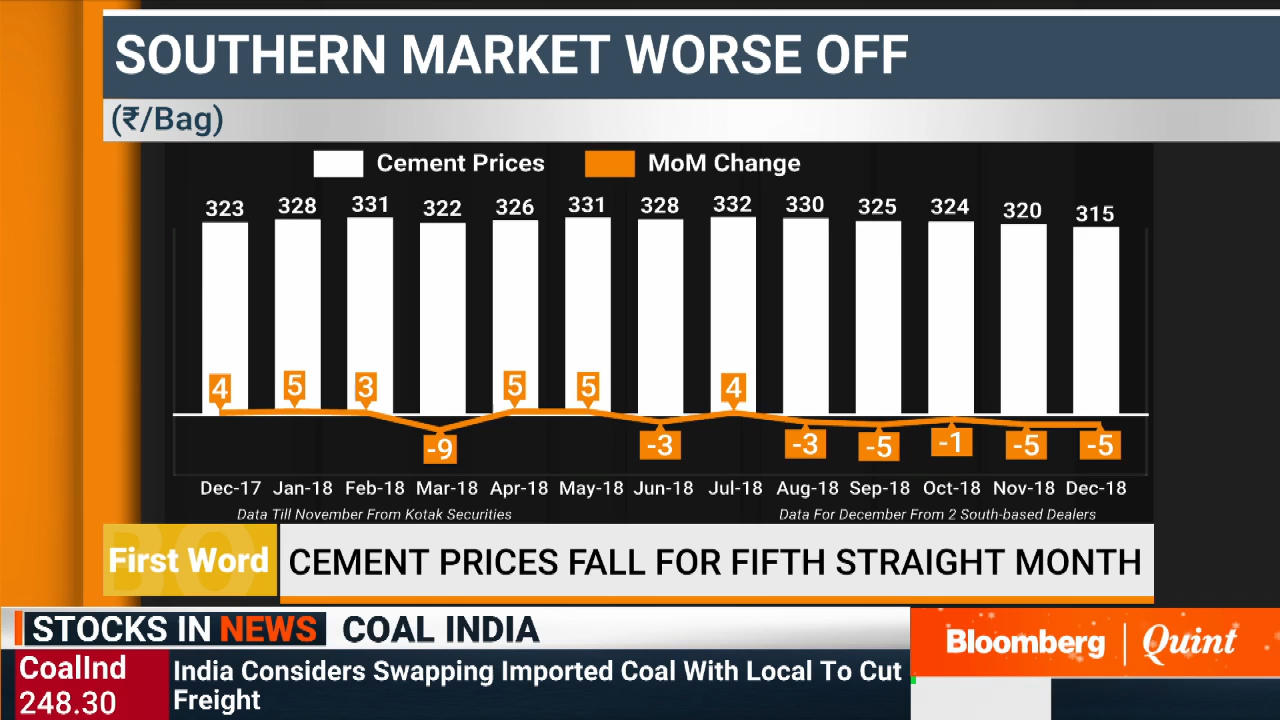 SOUTHERN MARKET WORSE OFF
(₹/Bag)
Cement Prices MoM Change
323 328 331 322 326 331 328 332 330 325 324 320 315
4 5 3 -9 5 5 -3 4 -3 -5 -1 -5 -5
Dec-17 Jan-18 Feb-18 Mar-18 Apr-18 May-18 Jun-18 Jul-18 Aug-18 Sep-18 Oct-18 Nov-18 Dec-18
Data Till November From Kotak Securities Data For December From 2 South-based Dealers
First Word CEMENT PRICES FALL FOR FIFTH STRAIGHT MONTH
STOCKS IN NEWS COAL INDIA
Bloomberg | Quint
CoalInd
248.30
India Considers Swapping Imported Coal With Local To Cut
Freight